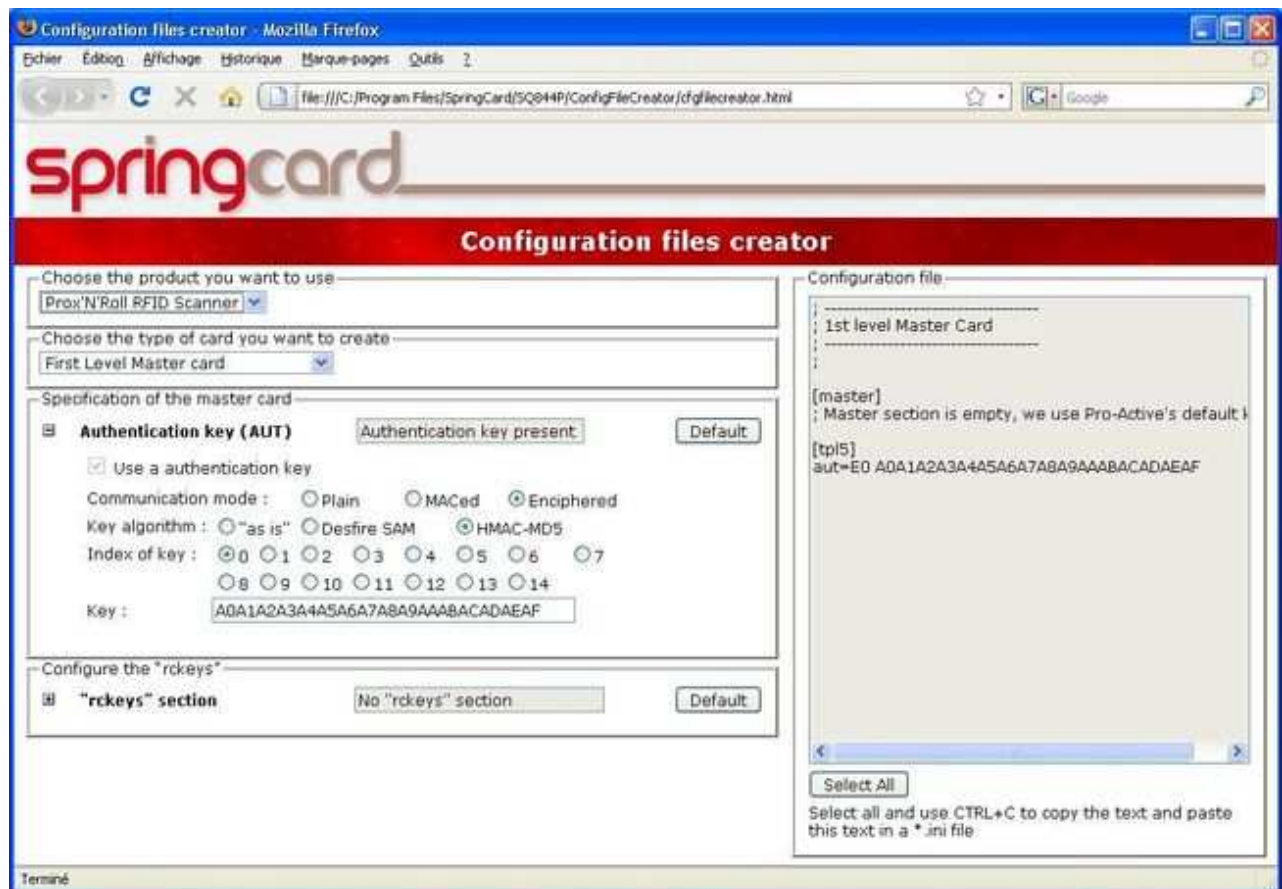 Configuration files creator - Mozilla Firefox
Fichier Édition Affichage Historique Marque-pages Outils ?
file:///C:/Program Files/SpringCard/SQ844P/ConfigFileCreator/cfgfilecreator.html
Google
springcard
Configuration files creator
Choose the product you want to use
Prox'N'Roll RFID Scanner
Choose the type of card you want to create
First Level Master card
Specification of the master card
Authentication key (AUT) Authentication key present Default
Use a authentication key
Communication mode : Plain MACed Enciphered
Key algorithm : "as is" Desfire SAM HMAC-MD5
Index of key : 0 1 2 3 4 5 6 7
8 9 10 11 12 13 14
Key : A0A1A2A3A4A5A6A7A8A9AAABACADAEAF
Configure the "rckeys"
"rckeys" section No "rckeys" section Default
Configuration file
; -----------------------------------
; 1st level Master Card
; -----------------------------------
;
[master]
; Master section is empty, we use Pro-Active's default k
[tpl5]
aut=E0 A0A1A2A3A4A5A6A7A8A9AAABACADAEAF
Select All
Select all and use CTRL+C to copy the text and paste
this text in a *.ini file
Terminé